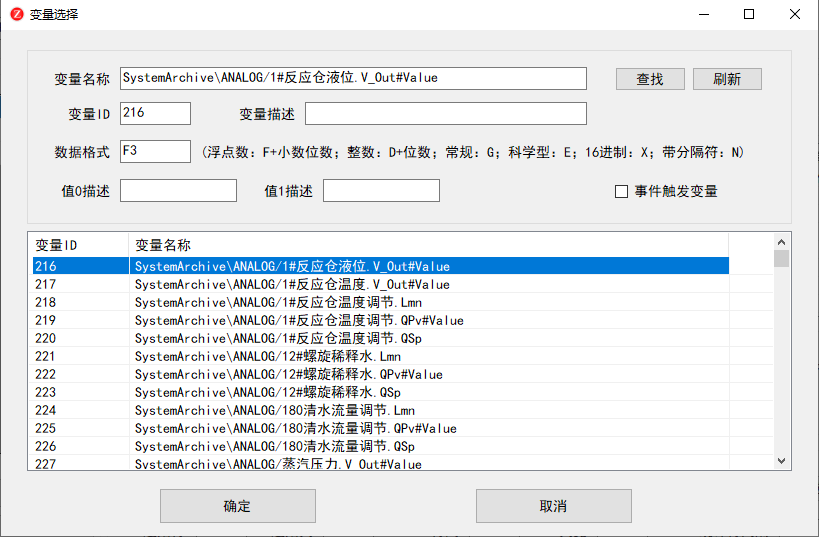 Z 变量选择
变量名称 SystemArchive\ANALOG/1#反应仓液位.V_Out#Value 查找 刷新
变量ID 216 变量描述
数据格式 F3 (浮点数: F+小数位数; 整数: D+位数; 常规: G; 科学型: E; 16进制: X; 带分隔符: N)
值0描述 值1描述 事件触发变量
变量ID 变量名称
216 SystemArchive\ANALOG/1#反应仓液位.V_Out#Value
217 SystemArchive\ANALOG/1#反应仓温度.V_Out#Value
218 SystemArchive\ANALOG/1#反应仓温度调节.Lmn
219 SystemArchive\ANALOG/1#反应仓温度调节.QPv#Value
220 SystemArchive\ANALOG/1#反应仓温度调节.QSp
221 SystemArchive\ANALOG/12#螺旋稀释水.Lmn
222 SystemArchive\ANALOG/12#螺旋稀释水.QPv#Value
223 SystemArchive\ANALOG/12#螺旋稀释水.QSp
224 SystemArchive\ANALOG/180清水流量调节.Lmn
225 SystemArchive\ANALOG/180清水流量调节.QPv#Value
226 SystemArchive\ANALOG/180清水流量调节.QSp
227 SystemArchive\ANALOG/蒸汽压力.V_Out#Value
确定 取消